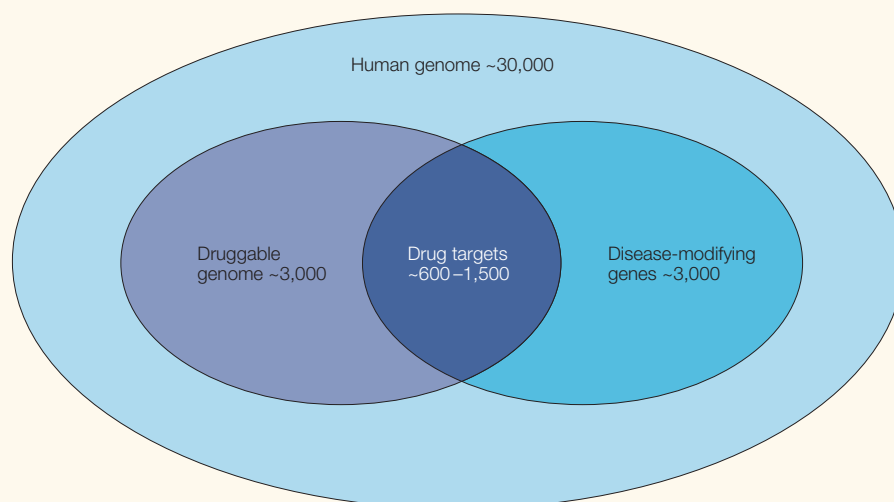 Human genome ~30,000
Druggable
genome ~3,000
Drug targets
~600–1,500
Disease-modifying
genes ~3,000